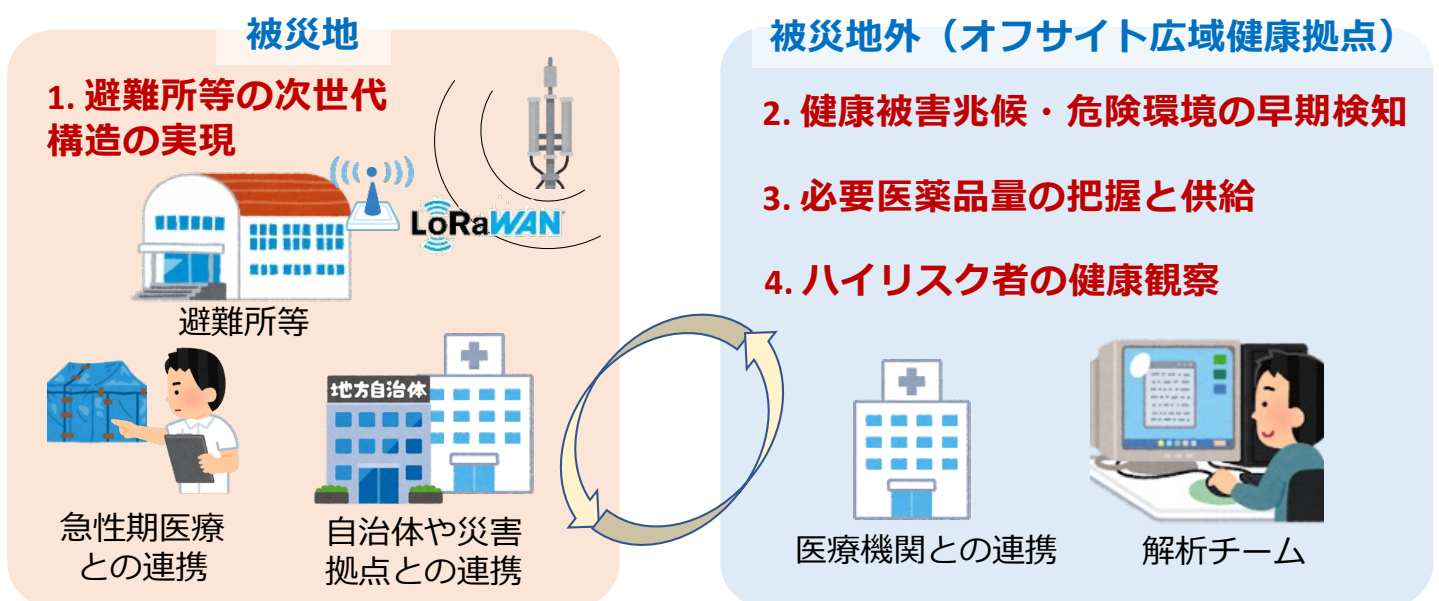 被災地
1. 避難所等の次世代
構造の実現
LoRaWAN
避難所等
地方自治体
急性期医療
との連携
自治体や災害
拠点との連携
被災地外（オフサイト広域健康拠点）
2. 健康被害兆候・危険環境の早期検知
3. 必要医薬品量の把握と供給
4. ハイリスク者の健康観察
医療機関との連携
解析チーム